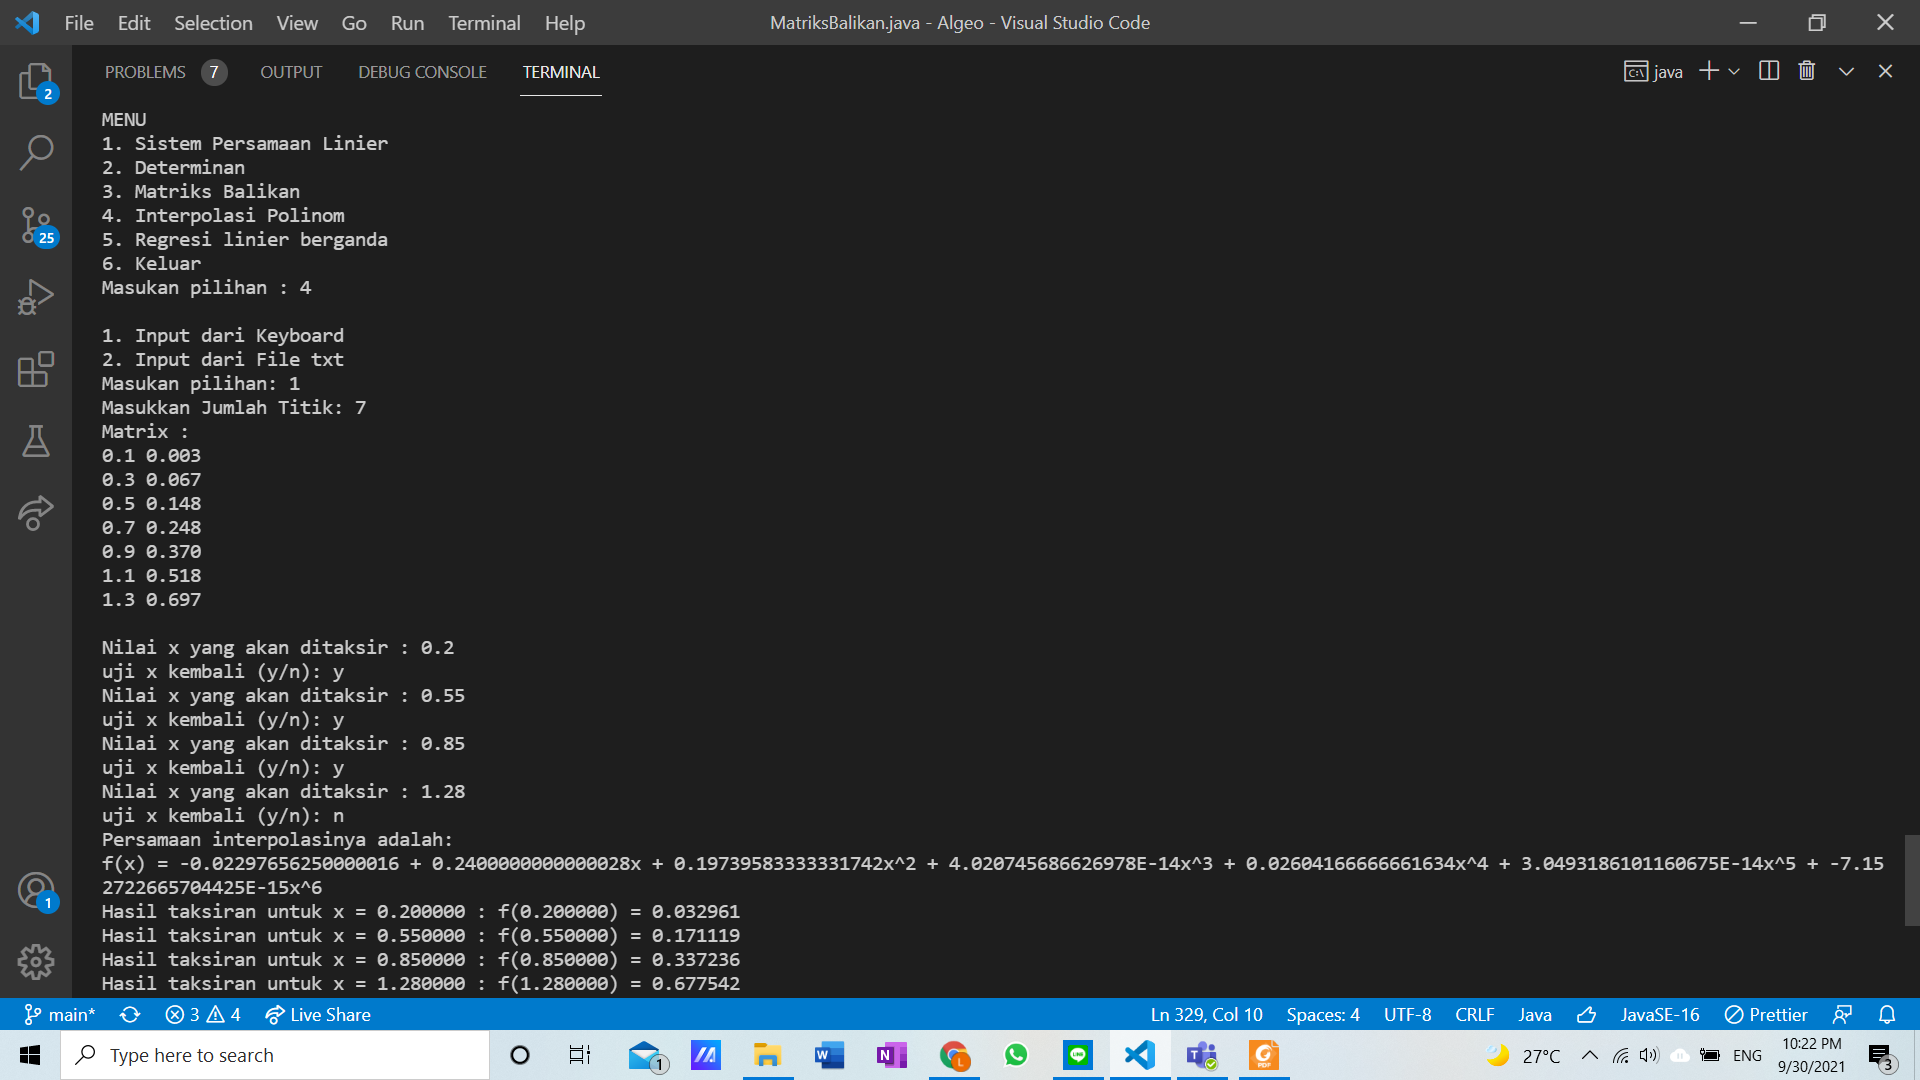 File Edit Selection View Go Run Terminal Help MatriksBalikan.java - Algeo - Visual Studio Code
PROBLEMS 7 OUTPUT DEBUG CONSOLE TERMINAL java
2
25
1
MENU
1. Sistem Persamaan Linier
2. Determinan
3. Matriks Balikan
4. Interpolasi Polinom
5. Regresi linier berganda
6. Keluar
Masukan pilihan : 4
1. Input dari Keyboard
2. Input dari File txt
Masukan pilihan: 1
Masukkan Jumlah Titik: 7
Matrix :
0.1 0.003
0.3 0.067
0.5 0.148
0.7 0.248
0.9 0.370
1.1 0.518
1.3 0.697
Nilai x yang akan ditaksir : 0.2
uji x kembali (y/n): y
Nilai x yang akan ditaksir : 0.55
uji x kembali (y/n): y
Nilai x yang akan ditaksir : 0.85
uji x kembali (y/n): y
Nilai x yang akan ditaksir : 1.28
uji x kembali (y/n): n
Persamaan interpolasinya adalah:
f(x) = -0.02297656250000016 + 0.2400000000000028x + 0.19739583333331742x^2 + 4.020745686626978E-14x^3 + 0.02604166666661634x^4 + 3.0493186101160675E-14x^5 + -7.15
2722665704425E-15x^6
Hasil taksiran untuk x = 0.200000 : f(0.200000) = 0.032961
Hasil taksiran untuk x = 0.550000 : f(0.550000) = 0.171119
Hasil taksiran untuk x = 0.850000 : f(0.850000) = 0.337236
Hasil taksiran untuk x = 1.280000 : f(1.280000) = 0.677542
main* 3 4 Live Share Ln 329, Col 10 Spaces: 4 UTF-8 CRLF Java JavaSE-16 Prettier
Type here to search 1 27°C ENG 10:22 PM
9/30/2021 3